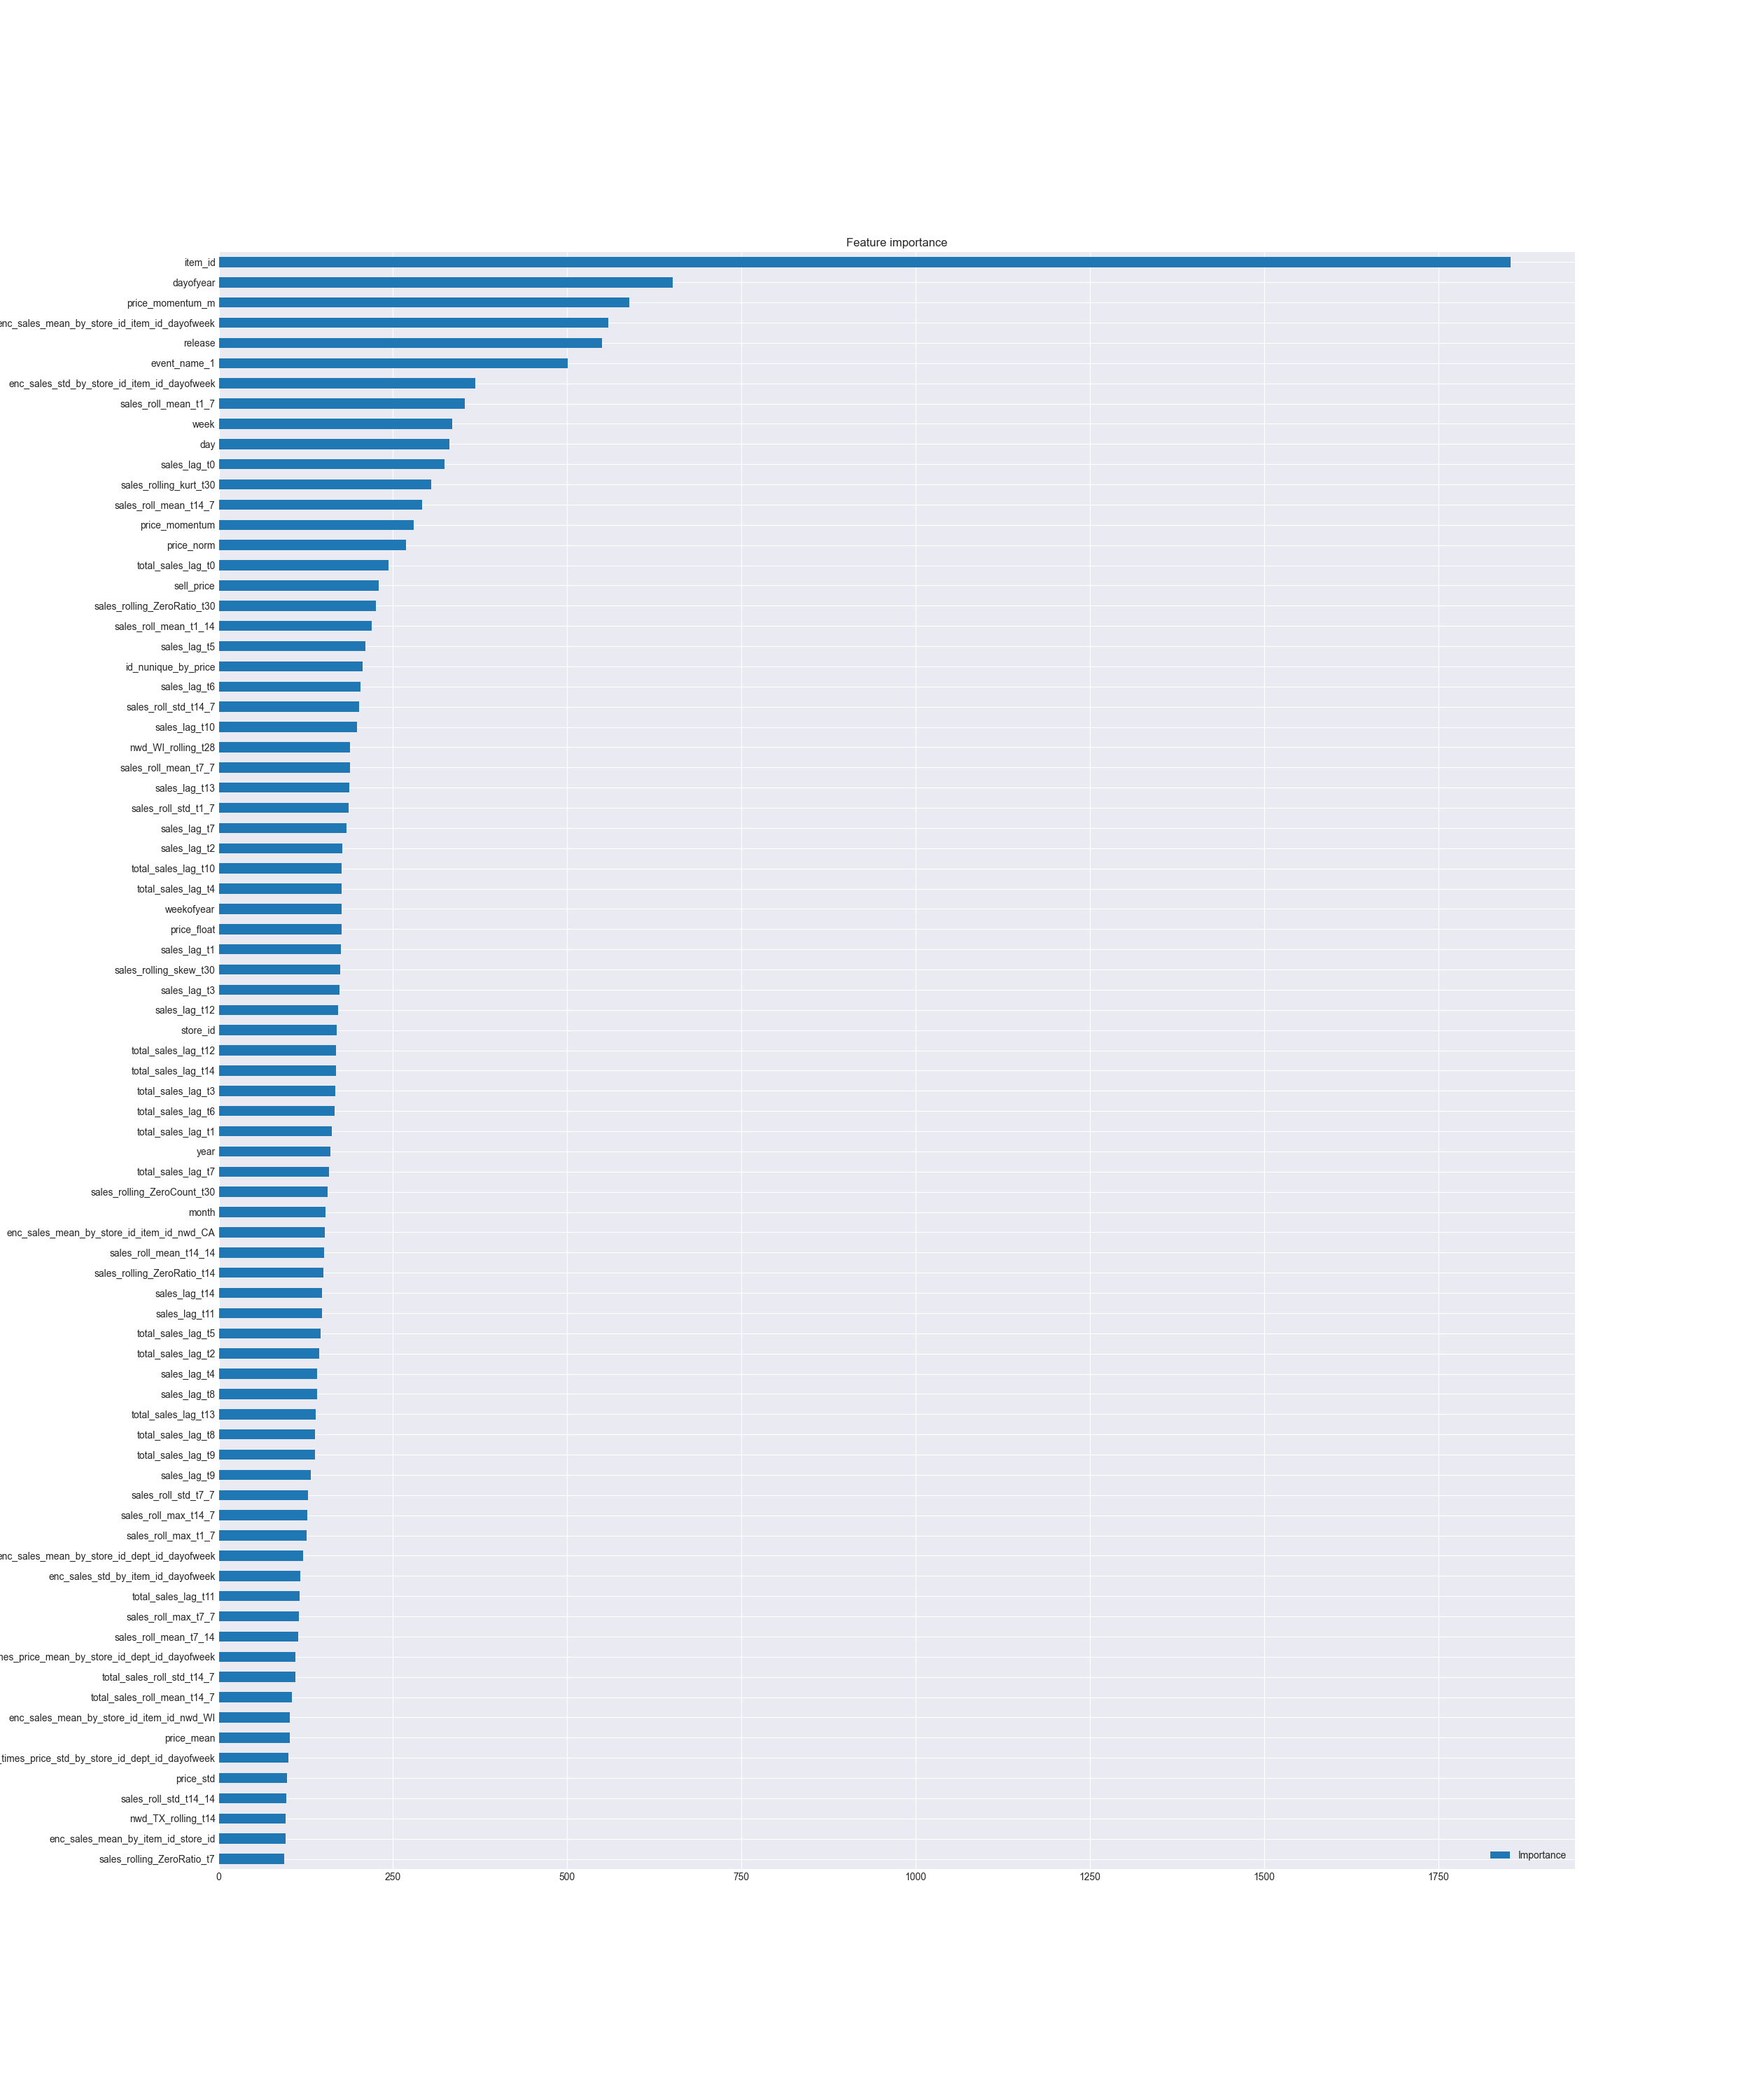 Feature importance
item_id
dayofyear
price_momentum_m
enc_sales_mean_by_store_id_item_id_dayofweek
release
event_name_1
enc_sales_std_by_store_id_item_id_dayofweek
sales_roll_mean_t1_7
week
day
sales_lag_t0
sales_rolling_kurt_t30
sales_roll_mean_t14_7
price_momentum
price_norm
total_sales_lag_t0
sell_price
sales_rolling_ZeroRatio_t30
sales_roll_mean_t1_14
sales_lag_t5
id_nunique_by_price
sales_lag_t6
sales_roll_std_t14_7
sales_lag_t10
nwd_WI_rolling_t28
sales_roll_mean_t7_7
sales_lag_t13
sales_roll_std_t1_7
sales_lag_t7
sales_lag_t2
total_sales_lag_t10
total_sales_lag_t4
weekofyear
price_float
sales_lag_t1
sales_rolling_skew_t30
sales_lag_t3
sales_lag_t12
store_id
total_sales_lag_t12
total_sales_lag_t14
total_sales_lag_t3
total_sales_lag_t6
total_sales_lag_t1
year
total_sales_lag_t7
sales_rolling_ZeroCount_t30
month
enc_sales_mean_by_store_id_item_id_nwd_CA
sales_roll_mean_t14_14
sales_rolling_ZeroRatio_t14
sales_lag_t14
sales_lag_t11
total_sales_lag_t5
total_sales_lag_t2
sales_lag_t4
sales_lag_t8
total_sales_lag_t13
total_sales_lag_t8
total_sales_lag_t9
sales_lag_t9
sales_roll_std_t7_7
sales_roll_max_t14_7
sales_roll_max_t1_7
enc_sales_mean_by_store_id_dept_id_dayofweek
enc_sales_std_by_item_id_dayofweek
total_sales_lag_t11
sales_roll_max_t7_7
sales_roll_mean_t7_14
mes_price_mean_by_store_id_dept_id_dayofweek
total_sales_roll_std_t14_7
total_sales_roll_mean_t14_7
enc_sales_mean_by_store_id_item_id_nwd_WI
price_mean
_times_price_std_by_store_id_dept_id_dayofweek
price_std
sales_roll_std_t14_14
nwd_TX_rolling_t14
enc_sales_mean_by_item_id_store_id
sales_rolling_ZeroRatio_t7
Importance
0 250 500 750 1000 1250 1500 1750